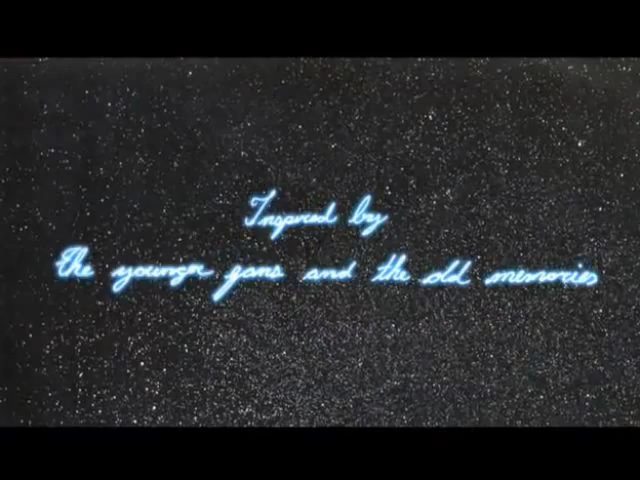 Inspired by
the younger fans and the old memories